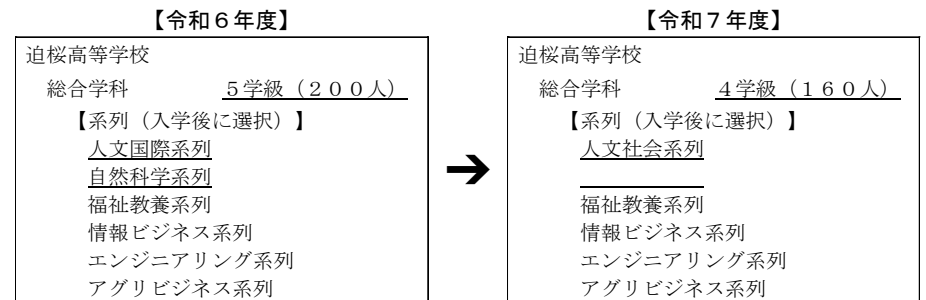 【令和６年度】
迫桜高等学校
総合学科 ５学級（２００人）
【系列（入学後に選択）】
人文国際系列
自然科学系列
福祉教養系列
情報ビジネス系列
エンジニアリング系列
アグリビジネス系列
➔
【令和７年度】
迫桜高等学校
総合学科 ４学級（１６０人）
【系列（入学後に選択）】
人文社会系列
福祉教養系列
情報ビジネス系列
エンジニアリング系列
アグリビジネス系列